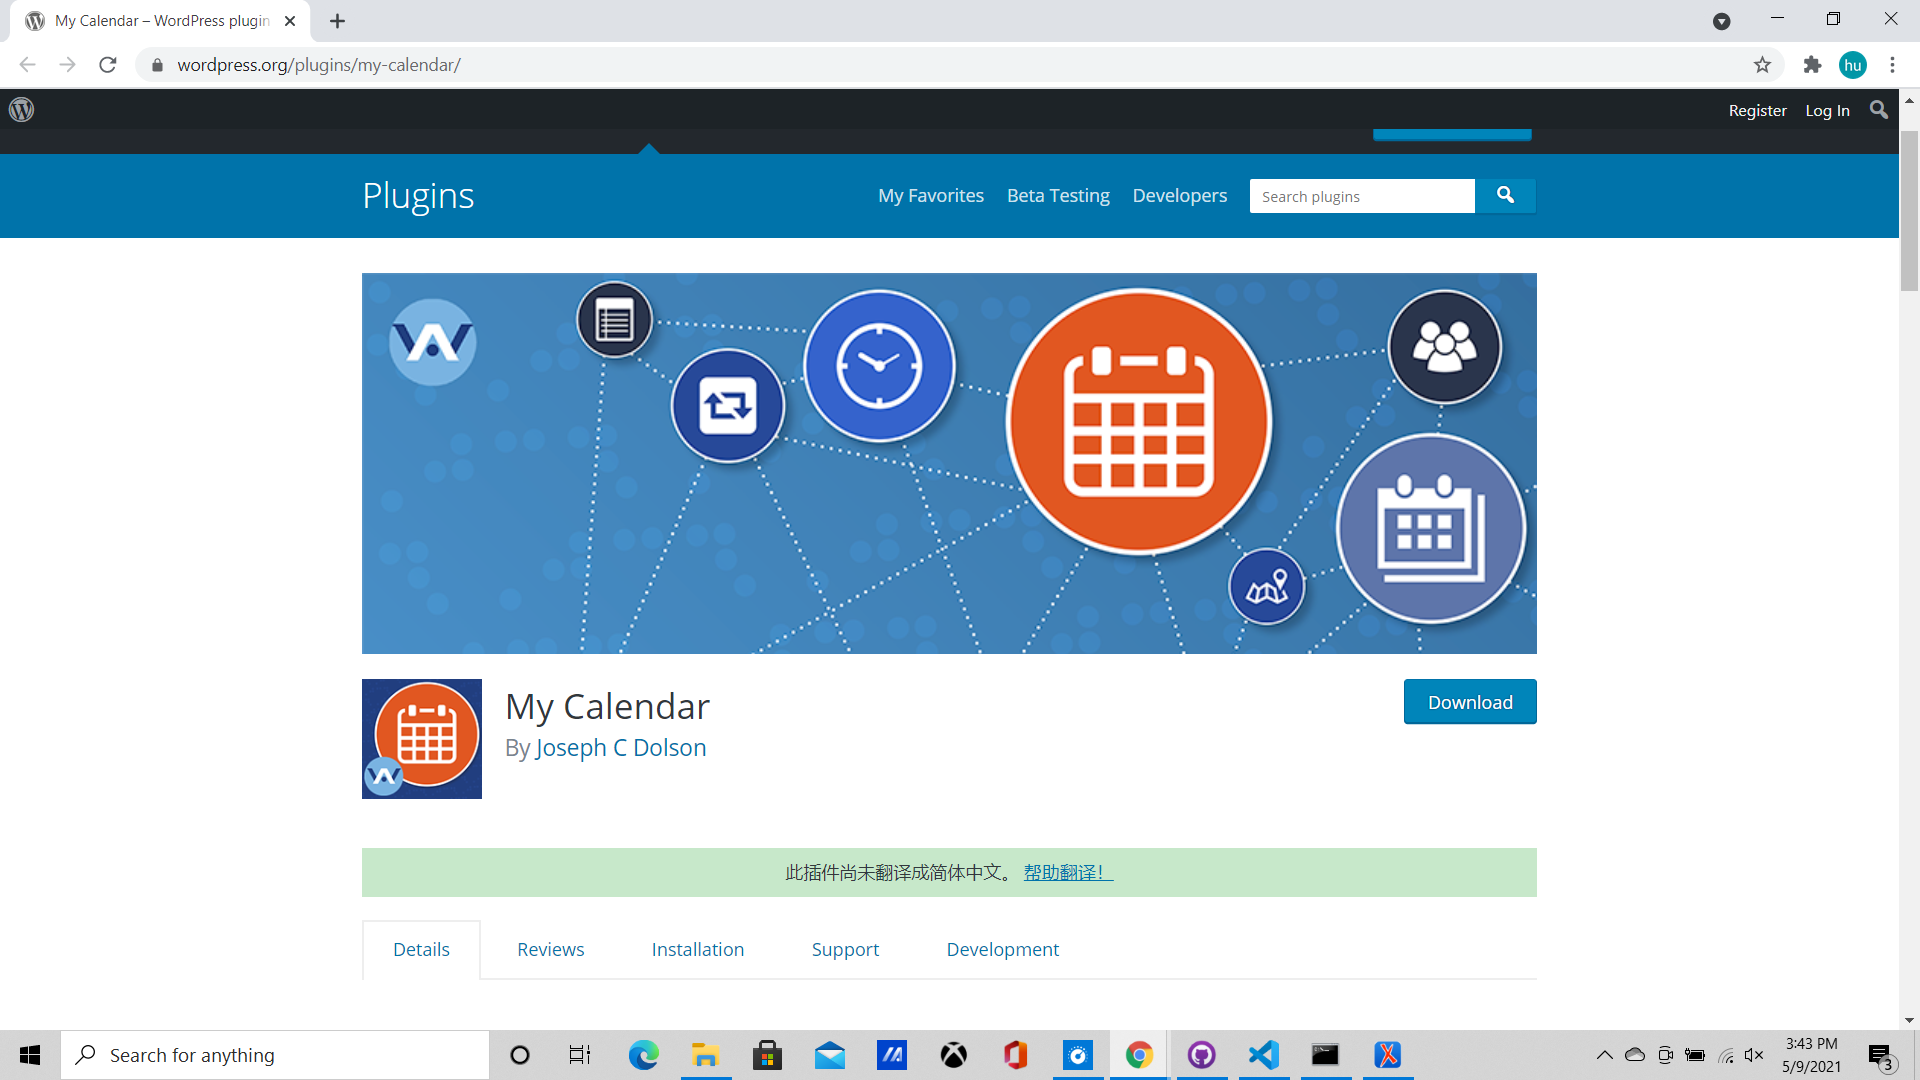 My Calendar – WordPress plugin
wordpress.org/plugins/my-calendar/
hu
Register Log In
Plugins
My Favorites Beta Testing Developers
Search plugins
My Calendar
By Joseph C Dolson
Download
此插件尚未翻译成简体中文。 帮助翻译！
Details Reviews Installation Support Development
Search for anything
3:43 PM
5/9/2021
3